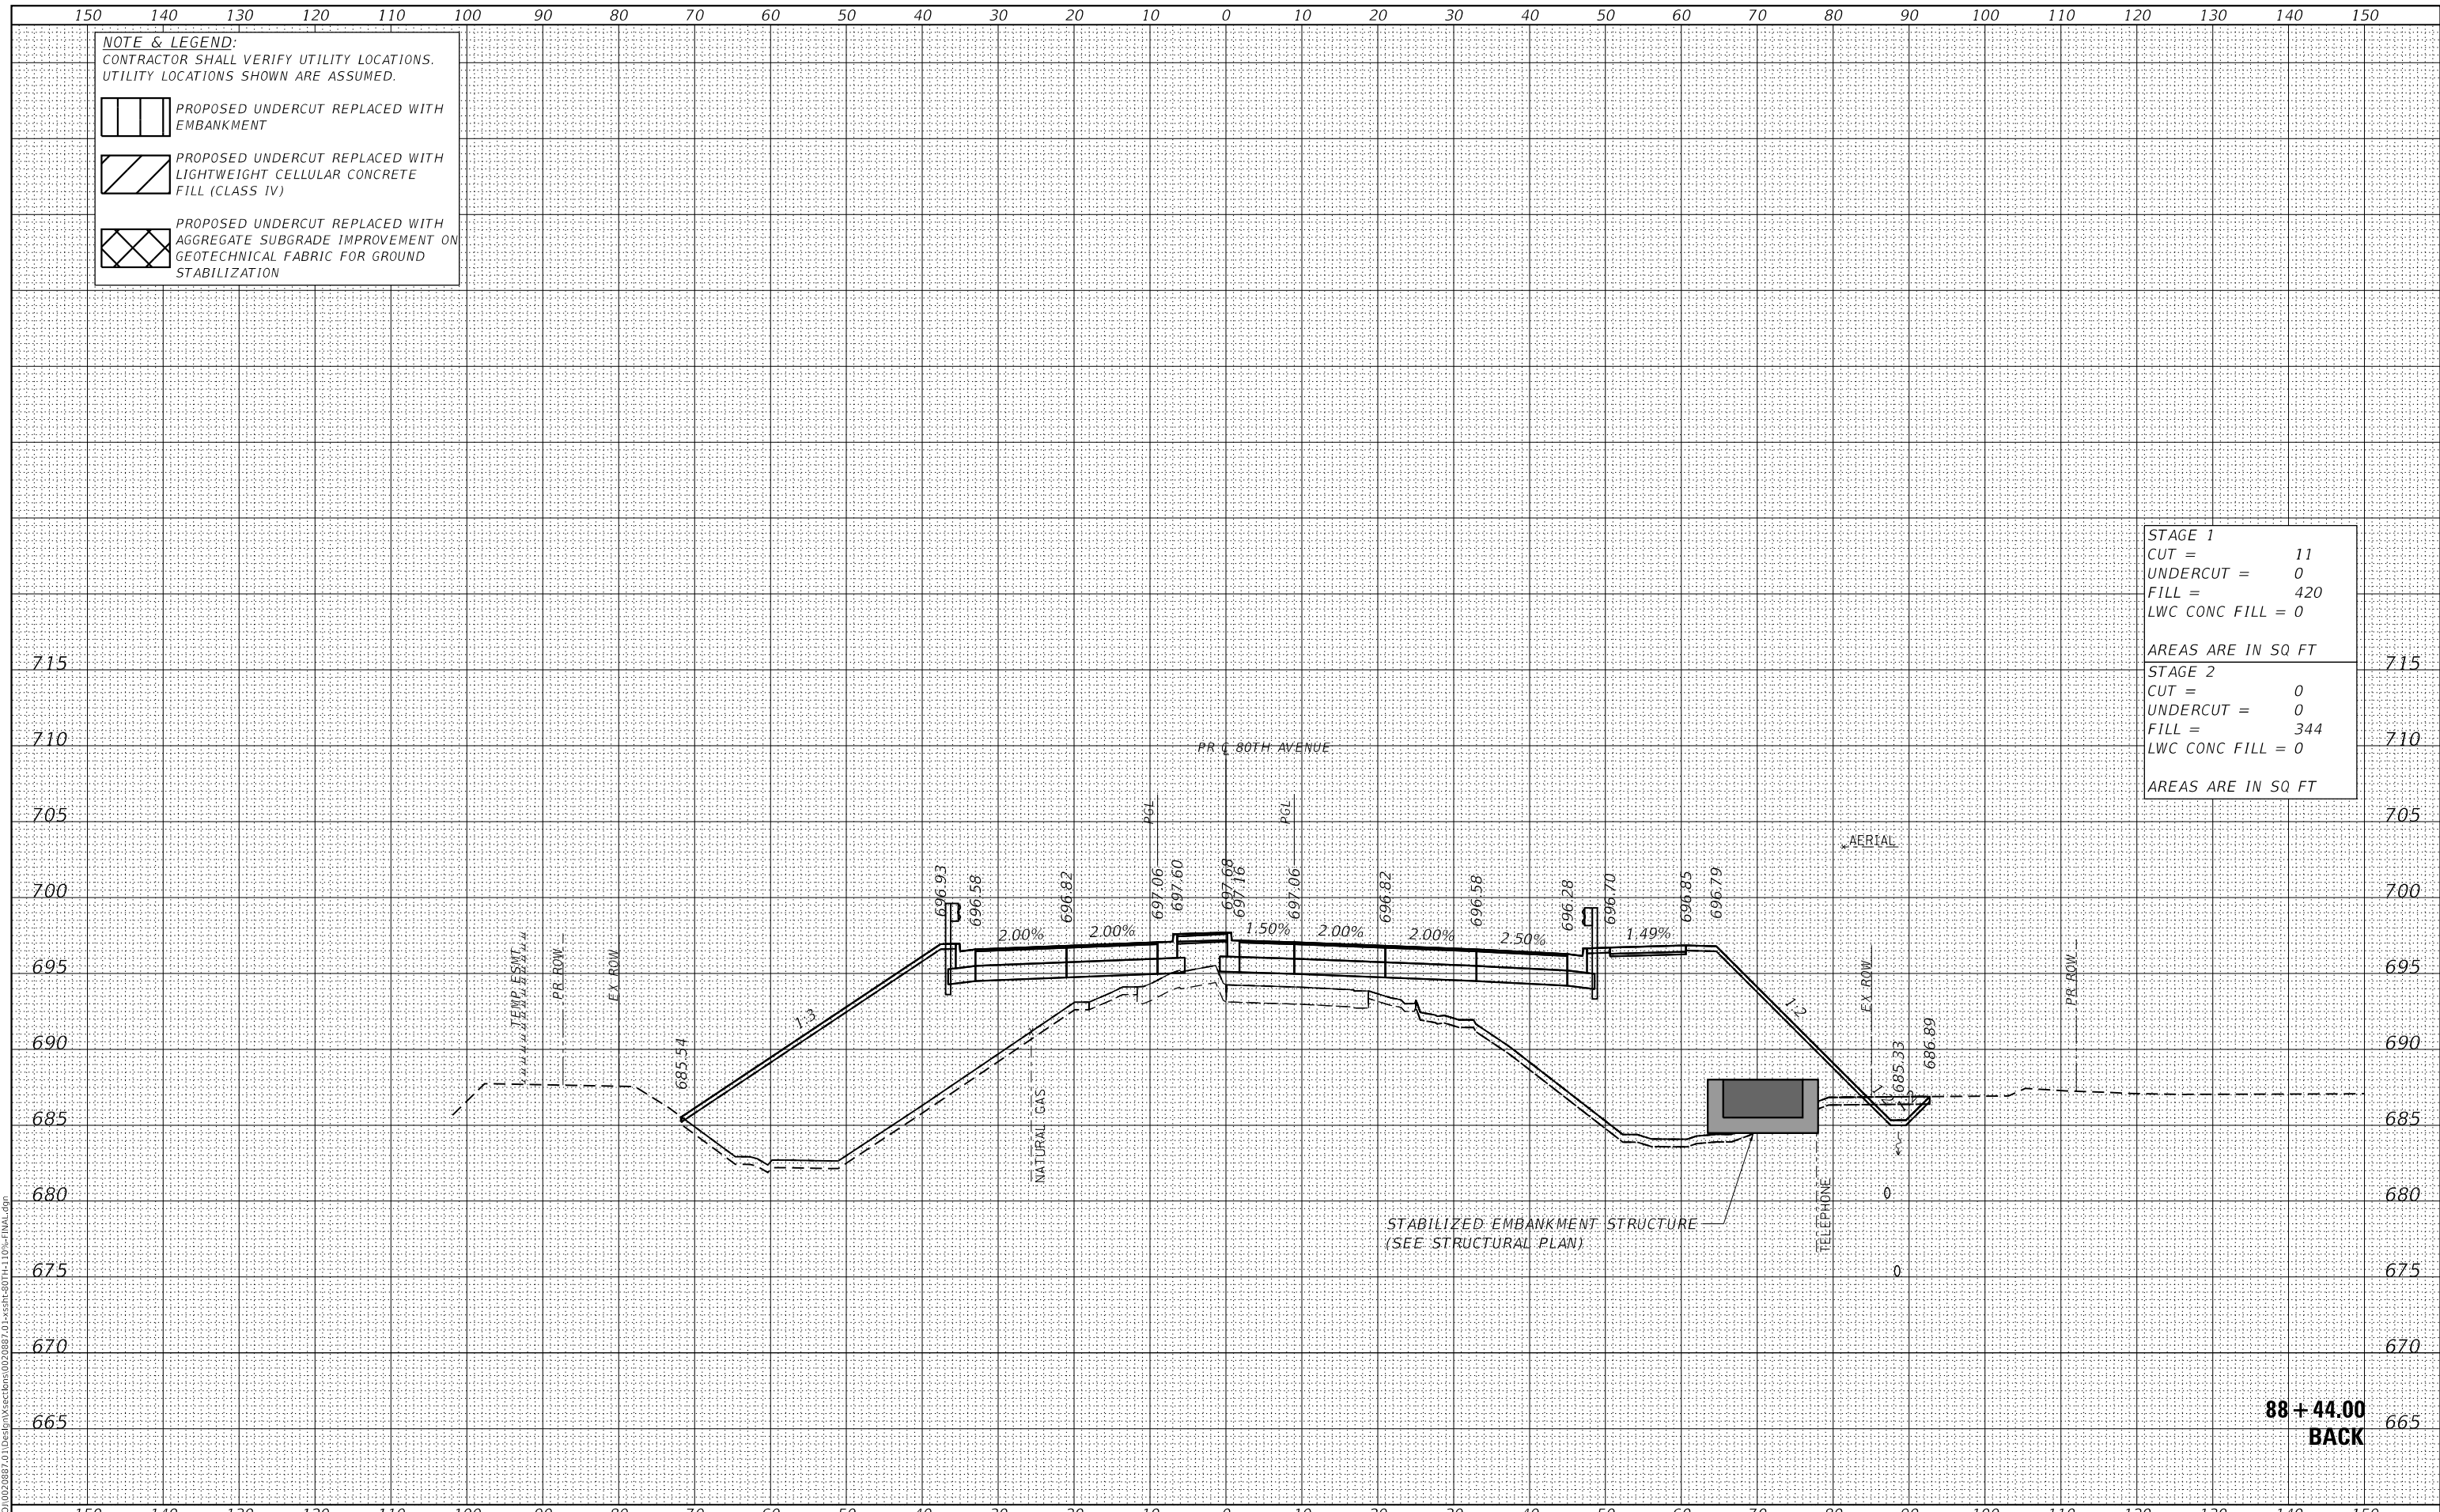 150 140 130 120 110 100 90 80 70 60 50 40 30 20 10 0 10 20 30 40 50 60 70 80 90 100 110 120 130 140 150
NOTE & LEGEND:
CONTRACTOR SHALL VERIFY UTILITY LOCATIONS.
UTILITY LOCATIONS SHOWN ARE ASSUMED.
PROPOSED UNDERCUT REPLACED WITH
EMBANKMENT
PROPOSED UNDERCUT REPLACED WITH
LIGHTWEIGHT CELLULAR CONCRETE
FILL (CLASS IV)
PROPOSED UNDERCUT REPLACED WITH
AGGREGATE SUBGRADE IMPROVEMENT ON
GEOTECHNICAL FABRIC FOR GROUND
STABILIZATION
STAGE 1
CUT = 11
UNDERCUT = 0
FILL = 420
LWC CONC FILL = 0
AREAS ARE IN SQ FT
STAGE 2
CUT = 0
UNDERCUT = 0
FILL = 344
LWC CONC FILL = 0
AREAS ARE IN SQ FT
715 715
710 710
PR ℄ 80TH AVENUE
705 705
PGL PGL
AERIAL
700 700
696.93 696.58 696.82 697.06 697.60 697.68 697.16 697.06 696.82 696.58 696.28 696.70 696.85 696.79
2.00% 2.00% 1.50% 2.00% 2.00% 2.50% 1.49%
695 695
TEMP ESMT
PR ROW
EX ROW
EX ROW
PR ROW
1:3
1:2
690 690
685.54
685.33
686.89
1:2
1:2
685 685
NATURAL GAS
680 680
TELEPHONE
STABILIZED EMBANKMENT STRUCTURE
(SEE STRUCTURAL PLAN)
675 675
670 670
665 665
88+44.00
BACK
150 140 130 120 110 100 90 80 70 60 50 40 30 20 10 0 10 20 30 40 50 60 70 80 90 100 110 120 130 140 150